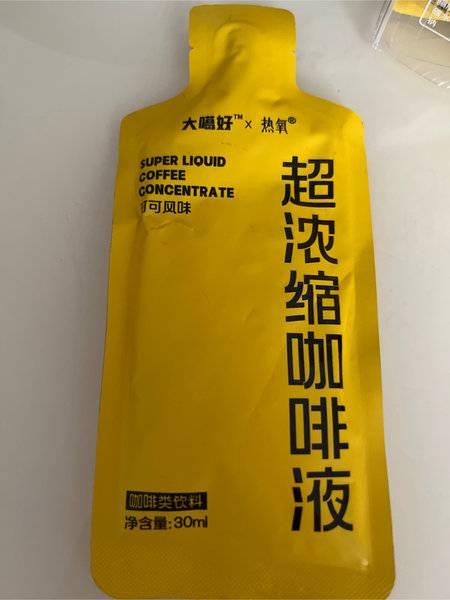 大噶好™ x 热氧®
SUPER LIQUID
COFFEE
CONCENTRATE
可可风味
超浓缩咖啡液
咖啡类饮料
净含量:30ml